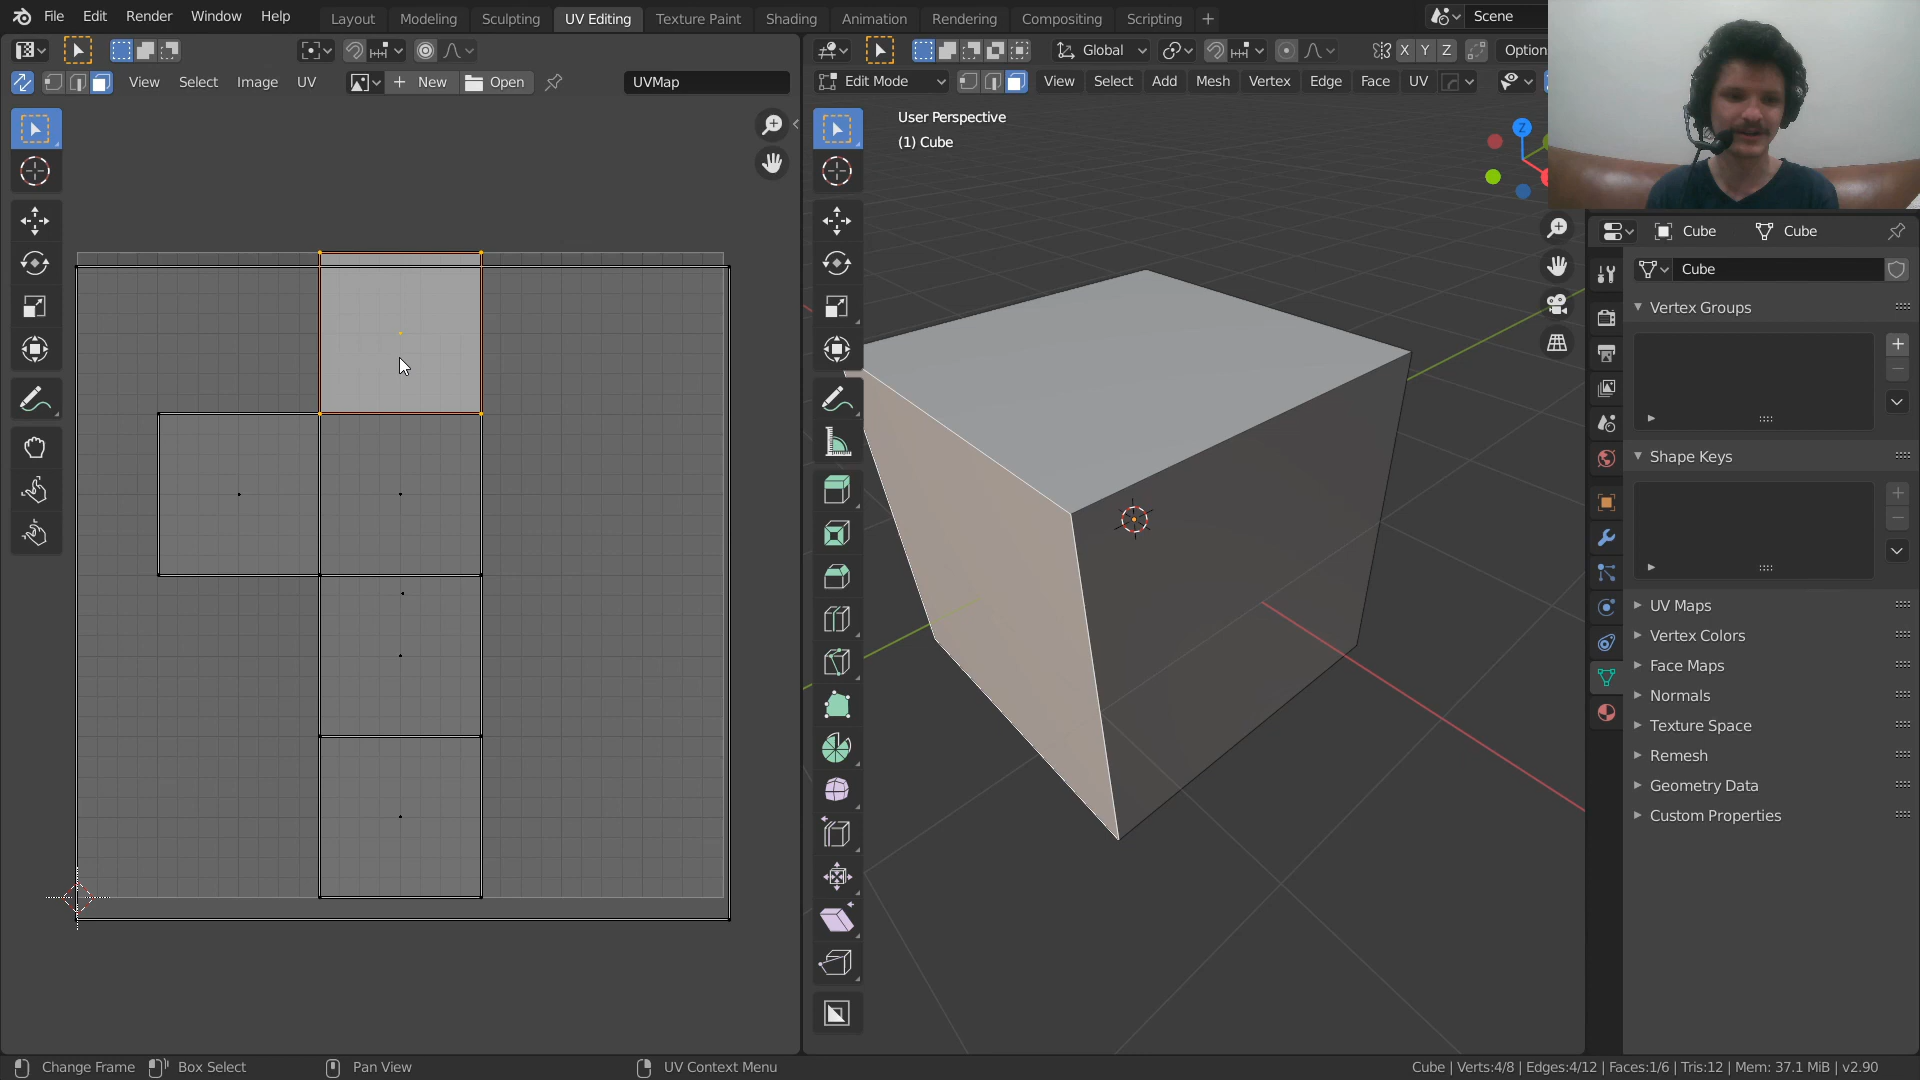 File Edit Render Window Help Layout Modeling Sculpting UV Editing Texture Paint Shading Animation Rendering Compositing Scripting + Scene
Global X Y Z Option
View Select Image UV + New Open UVMap Edit Mode View Select Add Mesh Vertex Edge Face UV
User Perspective
(1) Cube
Z
Cube Cube
Cube
Vertex Groups
Shape Keys
UV Maps
Vertex Colors
Face Maps
Normals
Texture Space
Remesh
Geometry Data
Custom Properties
Change Frame Box Select Pan View UV Context Menu Cube | Verts:4/8 | Edges:4/12 | Faces:1/6 | Tris:12 | Mem: 37.1 MiB | v2.90